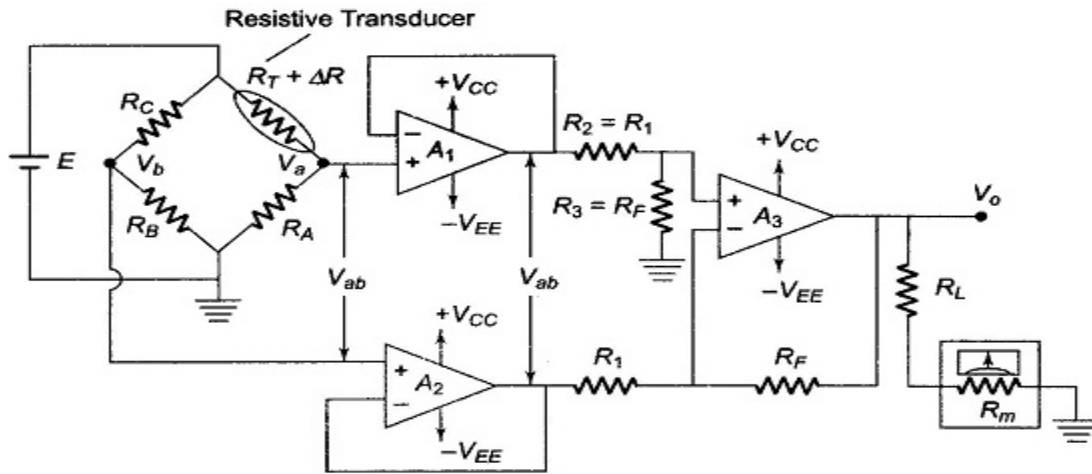 Resistive Transducer
R_T + ΔR
+V_CC
R_C
−
A_1
R_2 = R_1
+V_CC
E
V_b
V_a
+
+
V_o
R_3 = R_F
A_3
R_B
R_A
−V_EE
−
V_ab
V_ab
−V_EE
R_L
+V_CC
R_1
R_F
+
A_2
−
R_m
−V_EE